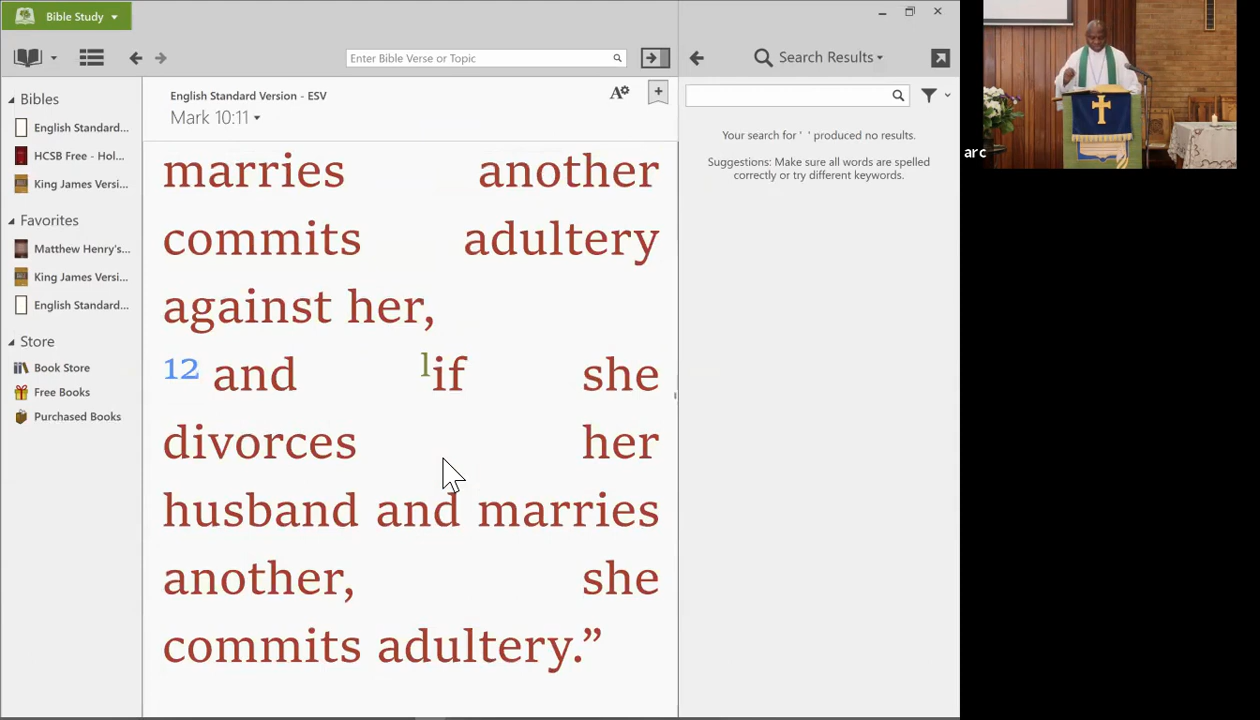 Bible Study
Enter Bible Verse or Topic
Search Results
Bibles
English Standard...
HCSB Free - Hol...
King James Versi...
Favorites
Matthew Henry's...
King James Versi...
English Standard...
Store
Book Store
Free Books
Purchased Books
English Standard Version - ESV
Mark 10:11
marries another
commits adultery
against her,
12 and lif she
divorces her
husband and marries
another, she
commits adultery.”
Your search for ' ' produced no results.
Suggestions: Make sure all words are spelled
correctly or try different keywords.
arc